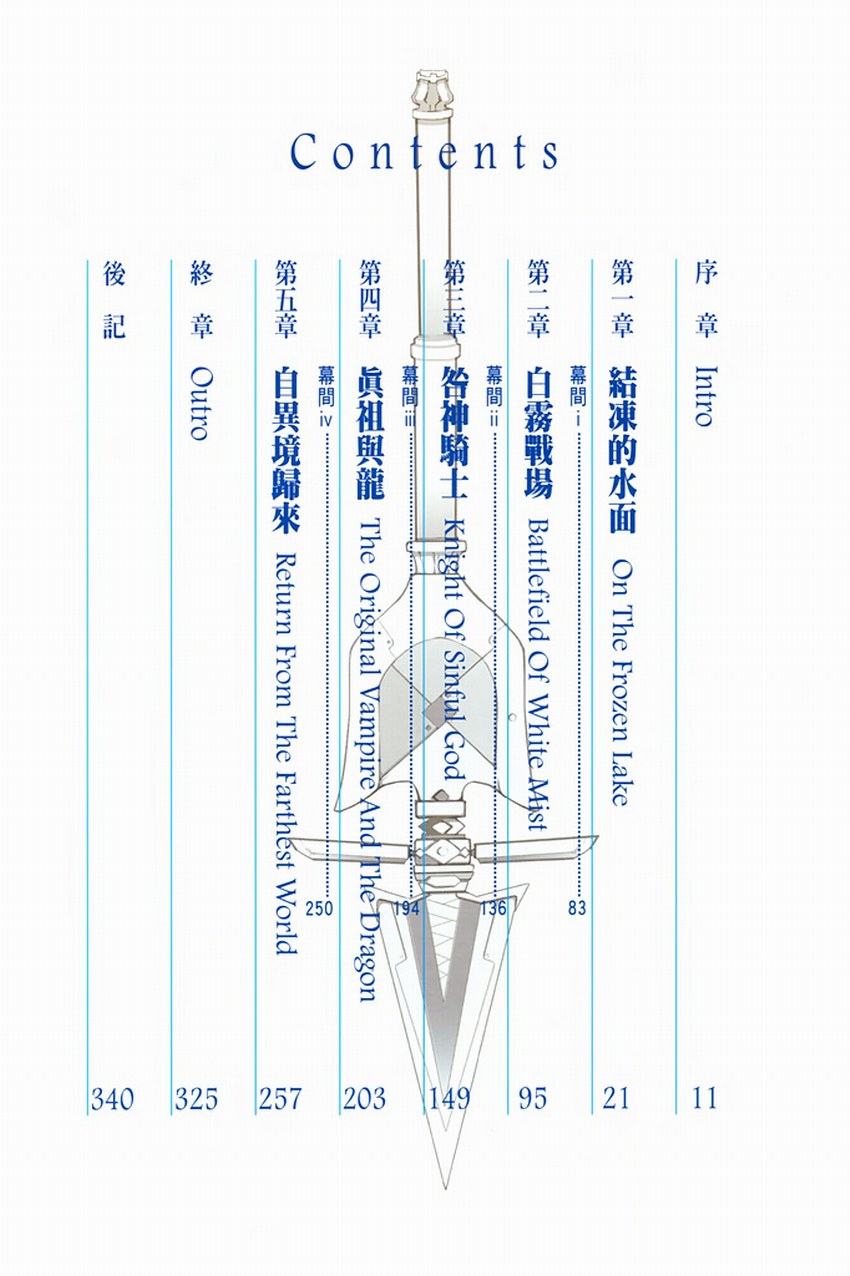 Contents
序章 Intro 11
第一章 結凍的水面 On The Frozen Lake 21
幕間 i 83
第二章 白霧戰場 Battlefield Of White Mist 95
幕間 ii 136
第三章 咎神騎士 Knight Of Sinful God 149
幕間 iii 194
第四章 眞祖與龍 The Original Vampire And The Dragon 203
幕間 iv 250
第五章 自異境歸來 Return From The Farthest World 257
終章 Outro 325
後記 340